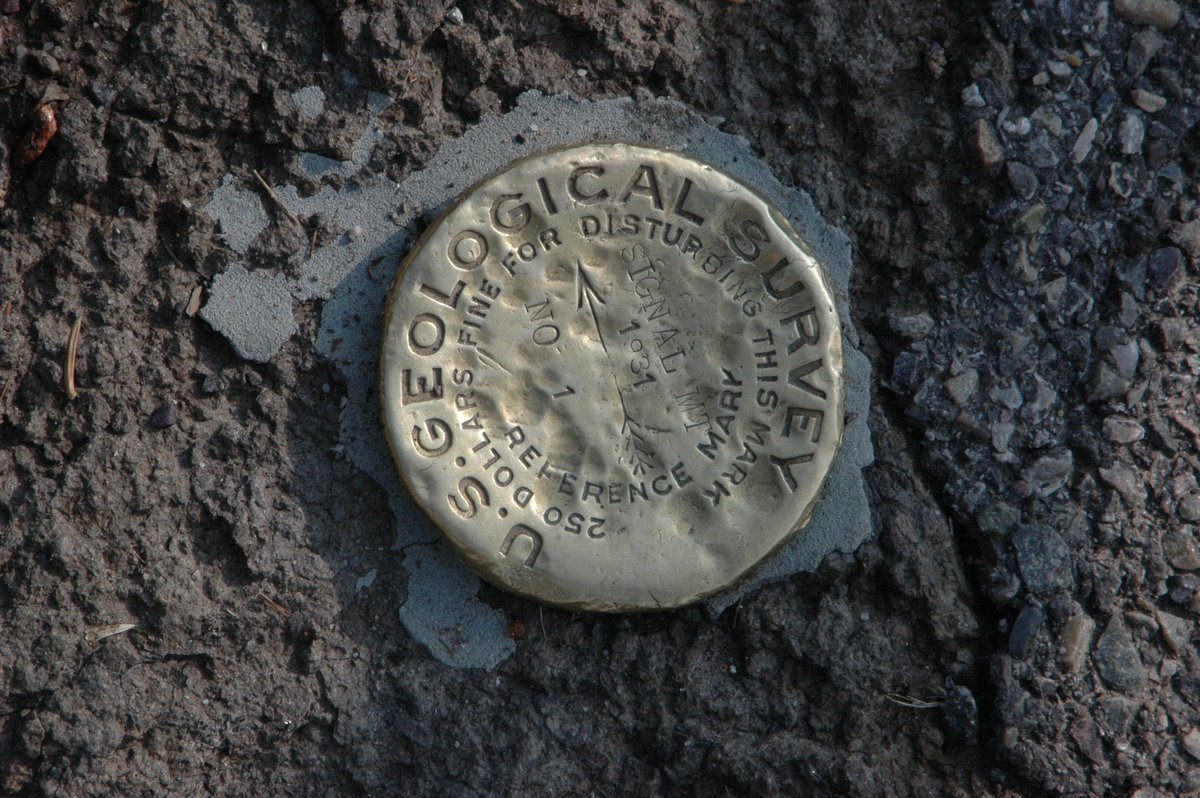 U.S. GEOLOGICAL SURVEY
250 DOLLARS FINE FOR DISTURBING THIS MARK
SIGNAL MT
NO 1
1931
REFERENCE MARK